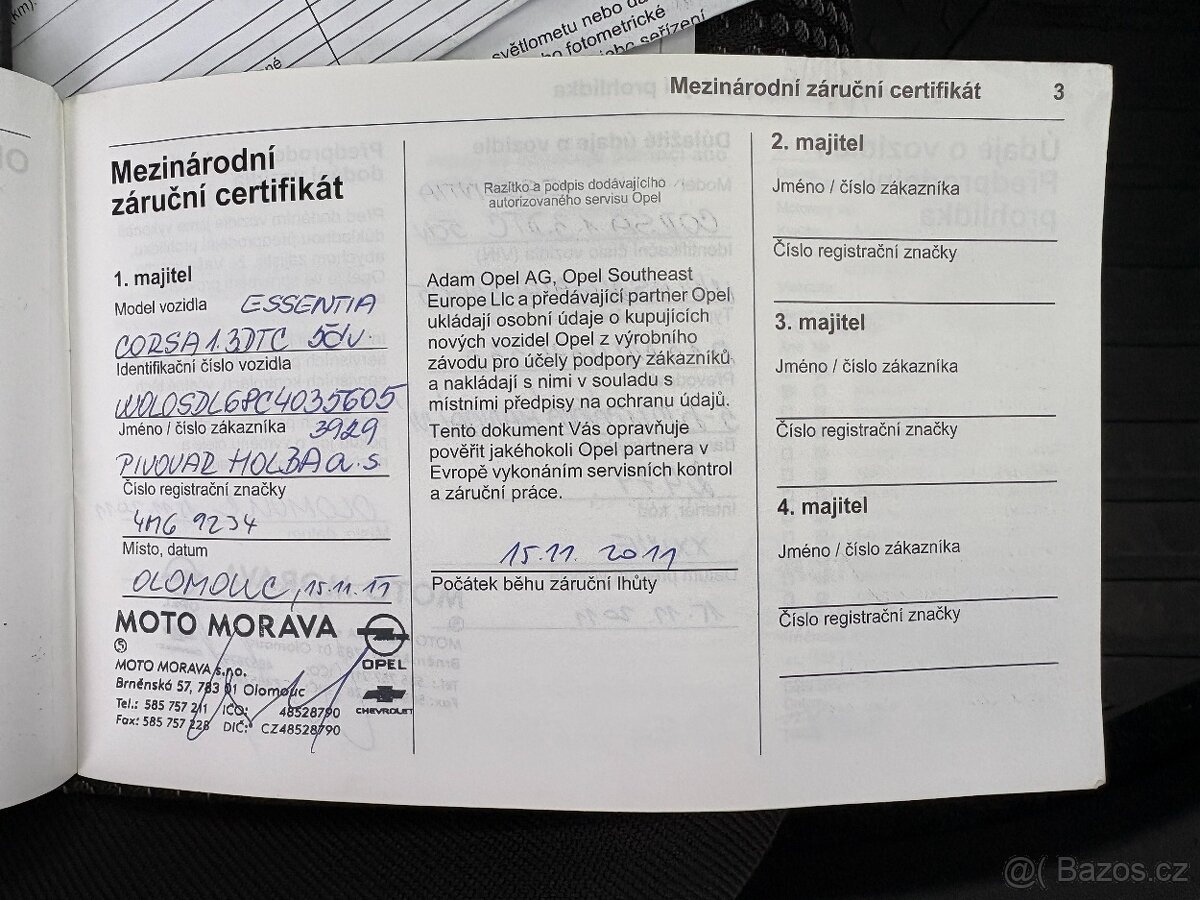 (km).
světlometu nebo
fotometrické
seřízení
Mezinárodní záruční certifikát 3
Mezinárodní
záruční certifikát
1. majitel
Model vozidla ESSENTIA
CORSA 1.3DTC 5dv.
Identifikační číslo vozidla
W0L0SDL68C4035605
Jméno / číslo zákazníka 3929
PIVOVAR HOLBA a.s.
Číslo registrační značky
4M6 9234
Místo, datum
OLOMOUC, 15.11.11
MOTO MORAVA
5
MOTO MORAVA s.r.o.
Brněnská 57, 783 01 Olomouc
Tel.: 585 757 211 IČO: 48528790
Fax: 585 757 228 DIČ: CZ48528790
OPEL
CHEVROLET
Razítko a podpis dodávajícího
autorizovaného servisu Opel
Adam Opel AG, Opel Southeast
Europe Llc a předávající partner Opel
ukládají osobní údaje o kupujících
nových vozidel Opel z výrobního
závodu pro účely podpory zákazníků
a nakládají s nimi v souladu s
místními předpisy na ochranu údajů.
Tento dokument Vás opravňuje
pověřit jakéhokoli Opel partnera v
Evropě vykonáním servisních kontrol
a záruční práce.
15.11. 2011
Počátek běhu záruční lhůty
2. majitel
Jméno / číslo zákazníka
Číslo registrační značky
3. majitel
Jméno / číslo zákazníka
Číslo registrační značky
4. majitel
Jméno / číslo zákazníka
Číslo registrační značky
@( Bazos.cz